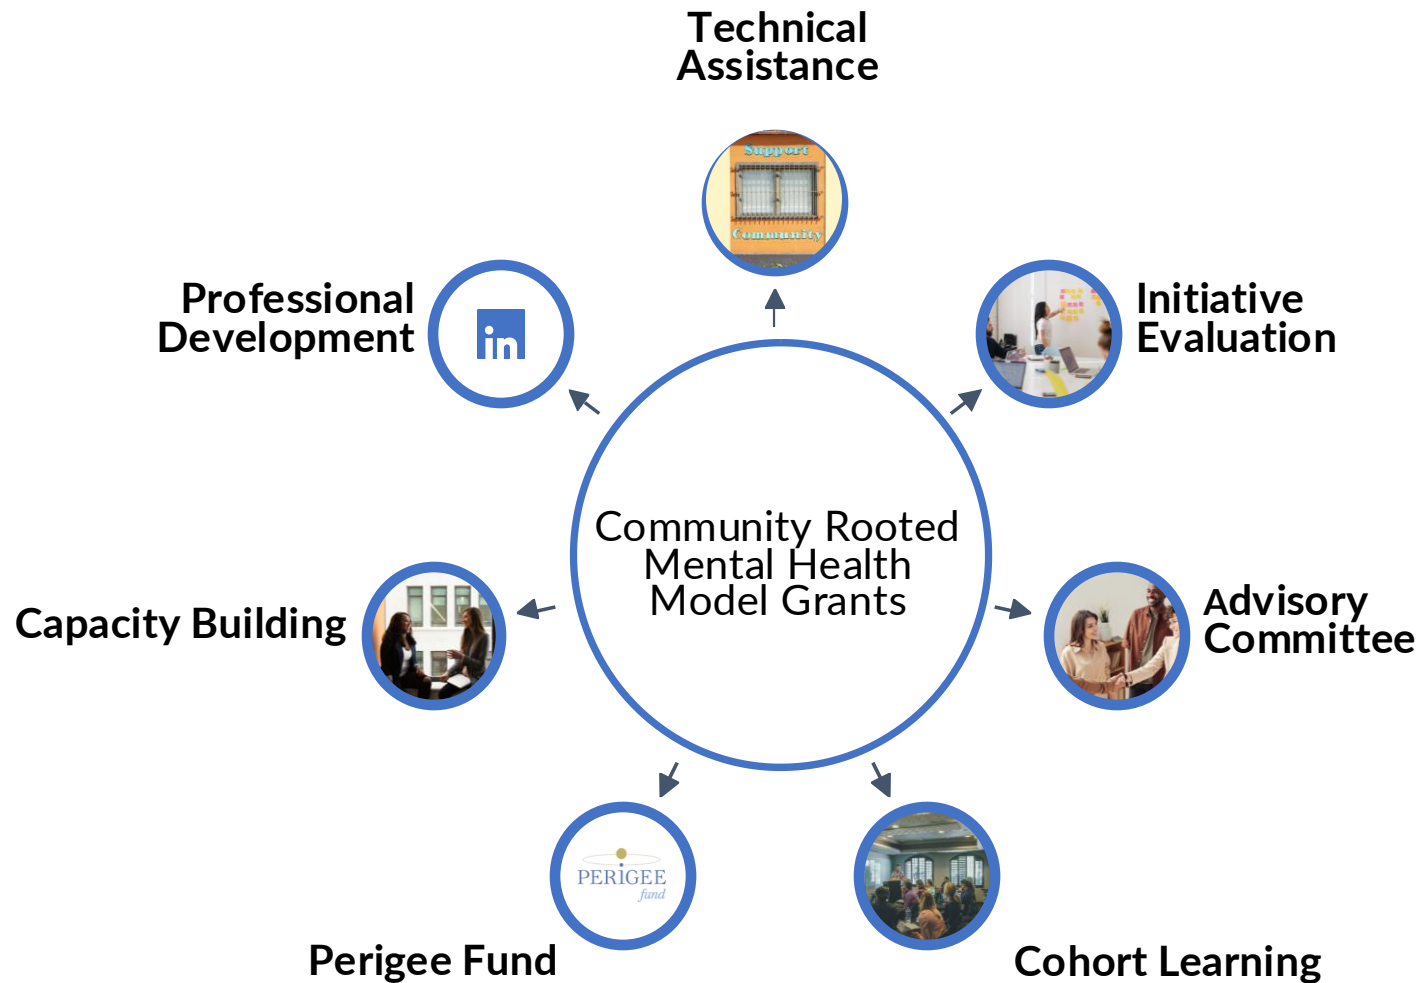 Technical
Assistance
Support
Community
Professional
Development
in
Initiative
Evaluation
Community Rooted
Mental Health
Model Grants
Capacity Building
Advisory
Committee
PERIGEE
fund
Perigee Fund
Cohort Learning